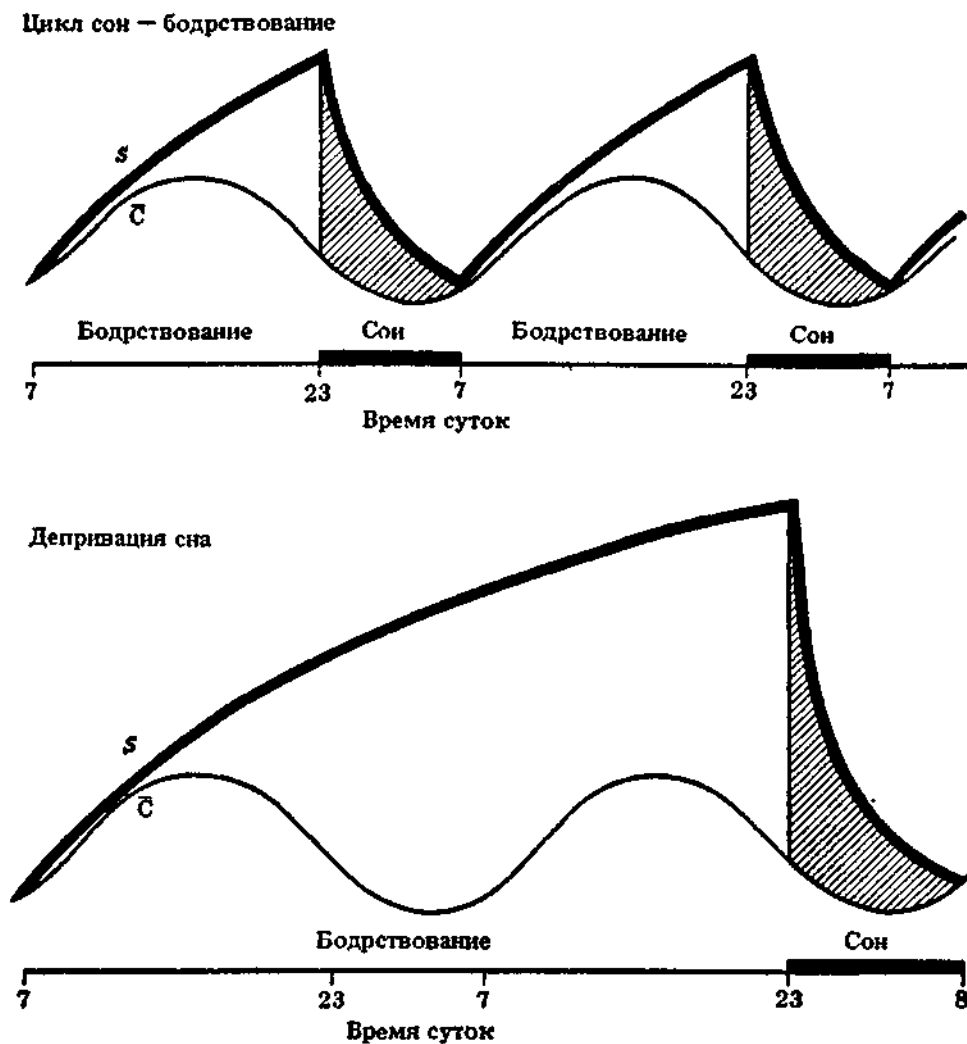 Цикл сон — бодрствование
S
C̄
Бодрствование Сон Бодрствование Сон
7 23 7 23 7
Время суток
Депривация сна
S
C̄
Бодрствование Сон
7 23 7 23 8
Время суток